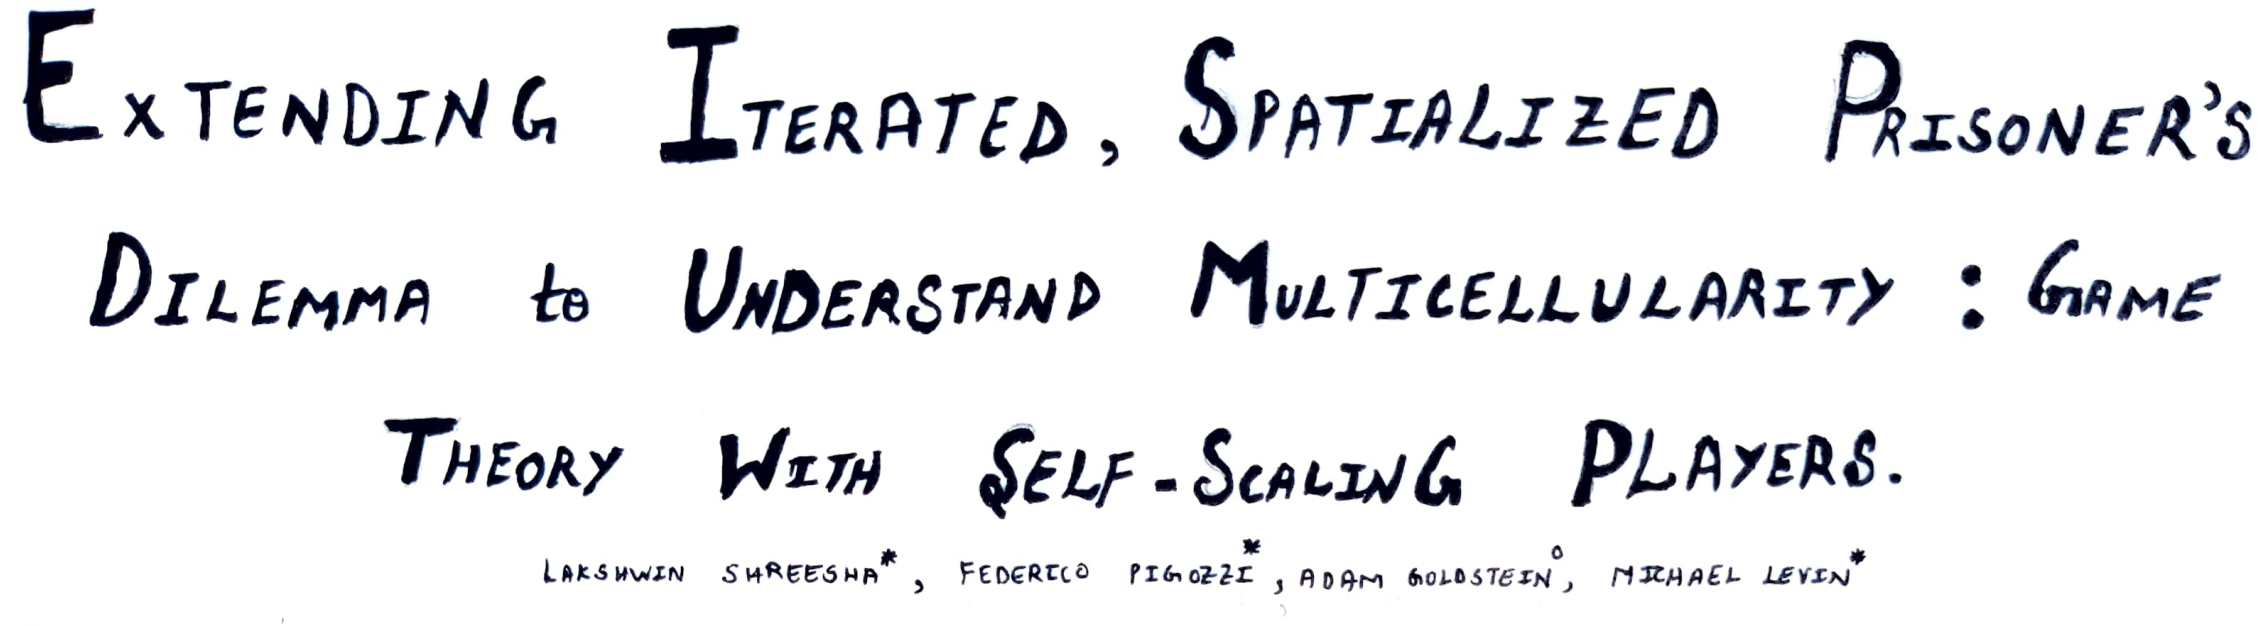 EXTENDING ITERATED, SPATIALIZED PRISONER'S
DILEMMA to UNDERSTAND MULTICELLULARITY : GAME
THEORY WITH SELF-SCALING PLAYERS.
LAKSHWIN SHREESHA*, FEDERICO PIGOZZI*, ADAM GOLDSTEIN°, MICHAEL LEVIN*